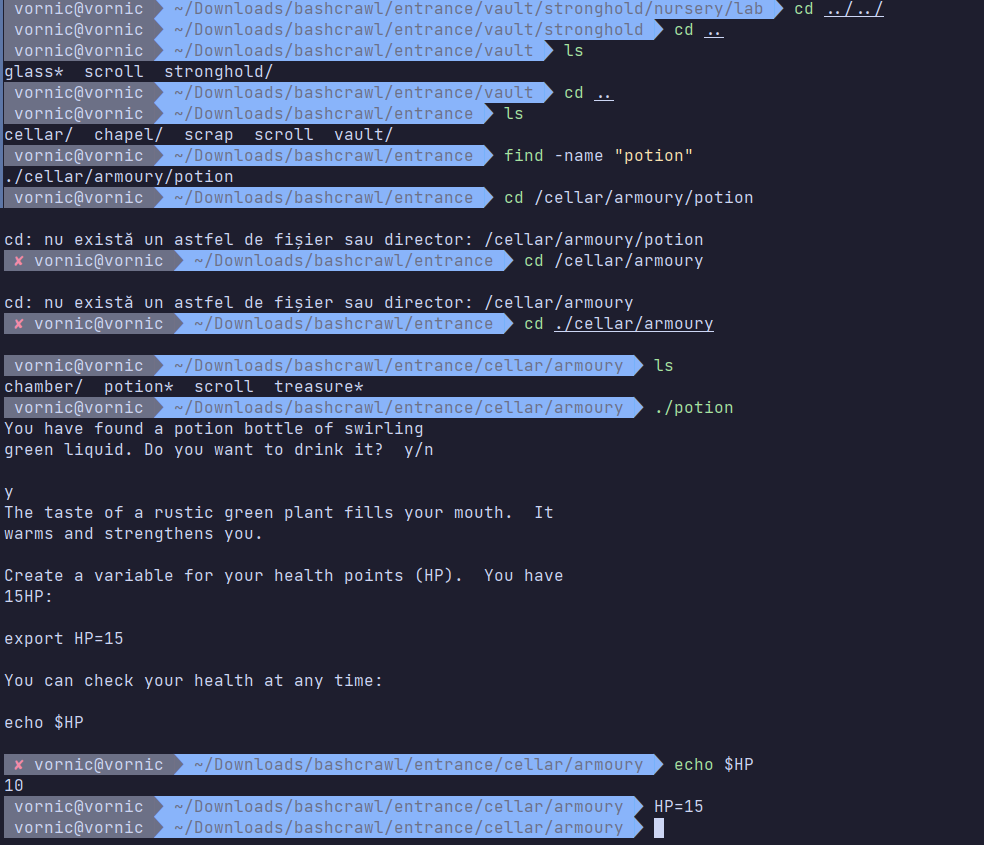 vornic@vornic ~/Downloads/bashcrawl/entrance/vault/stronghold/nursery/lab cd ../../
vornic@vornic ~/Downloads/bashcrawl/entrance/vault/stronghold cd ..
vornic@vornic ~/Downloads/bashcrawl/entrance/vault ls
glass* scroll stronghold/
vornic@vornic ~/Downloads/bashcrawl/entrance/vault cd ..
vornic@vornic ~/Downloads/bashcrawl/entrance ls
cellar/ chapel/ scrap scroll vault/
vornic@vornic ~/Downloads/bashcrawl/entrance find -name "potion"
./cellar/armoury/potion
vornic@vornic ~/Downloads/bashcrawl/entrance cd /cellar/armoury/potion
cd: nu există un astfel de fișier sau director: /cellar/armoury/potion
✘ vornic@vornic ~/Downloads/bashcrawl/entrance cd /cellar/armoury
cd: nu există un astfel de fișier sau director: /cellar/armoury
✘ vornic@vornic ~/Downloads/bashcrawl/entrance cd ./cellar/armoury
vornic@vornic ~/Downloads/bashcrawl/entrance/cellar/armoury ls
chamber/ potion* scroll treasure*
vornic@vornic ~/Downloads/bashcrawl/entrance/cellar/armoury ./potion
You have found a potion bottle of swirling
green liquid. Do you want to drink it? y/n
y
The taste of a rustic green plant fills your mouth. It
warms and strengthens you.
Create a variable for your health points (HP). You have
15HP:
export HP=15
You can check your health at any time:
echo $HP
✘ vornic@vornic ~/Downloads/bashcrawl/entrance/cellar/armoury echo $HP
10
vornic@vornic ~/Downloads/bashcrawl/entrance/cellar/armoury HP=15
vornic@vornic ~/Downloads/bashcrawl/entrance/cellar/armoury